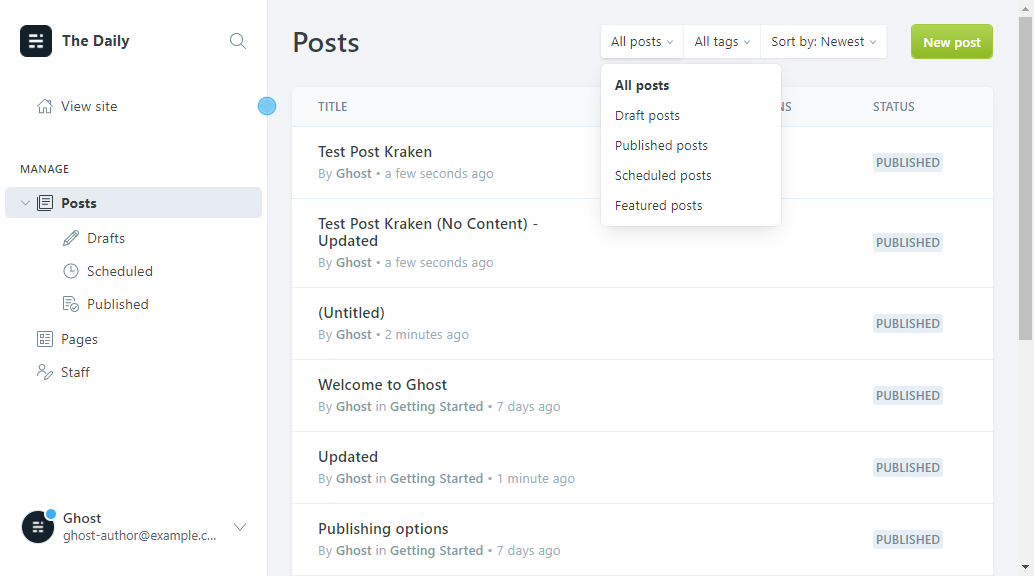 The Daily
View site
MANAGE
Posts
Drafts
Scheduled
Published
Pages
Staff
Ghost
ghost-author@example.c...
Posts
All posts
All tags
Sort by: Newest
New post
All posts
Draft posts
Published posts
Scheduled posts
Featured posts
TITLE
NS
STATUS
Test Post Kraken
By Ghost • a few seconds ago
PUBLISHED
Test Post Kraken (No Content) -
Updated
By Ghost • a few seconds ago
PUBLISHED
(Untitled)
By Ghost • 2 minutes ago
PUBLISHED
Welcome to Ghost
By Ghost in Getting Started • 7 days ago
PUBLISHED
Updated
By Ghost in Getting Started • 1 minute ago
PUBLISHED
Publishing options
By Ghost in Getting Started • 7 days ago
PUBLISHED